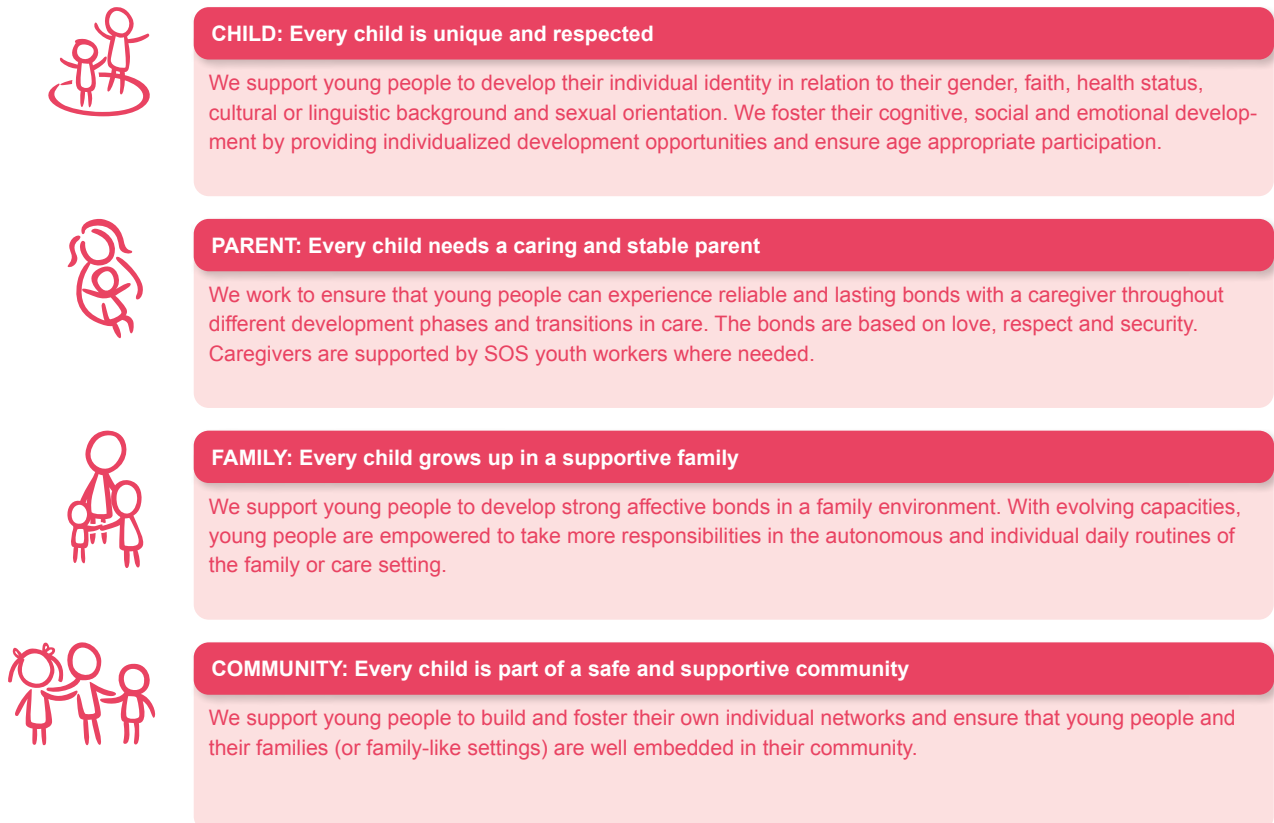 CHILD: Every child is unique and respected
We support young people to develop their individual identity in relation to their gender, faith, health status,
cultural or linguistic background and sexual orientation. We foster their cognitive, social and emotional develop-
ment by providing individualized development opportunities and ensure age appropriate participation.
PARENT: Every child needs a caring and stable parent
We work to ensure that young people can experience reliable and lasting bonds with a caregiver throughout
different development phases and transitions in care. The bonds are based on love, respect and security.
Caregivers are supported by SOS youth workers where needed.
FAMILY: Every child grows up in a supportive family
We support young people to develop strong affective bonds in a family environment. With evolving capacities,
young people are empowered to take more responsibilities in the autonomous and individual daily routines of
the family or care setting.
COMMUNITY: Every child is part of a safe and supportive community
We support young people to build and foster their own individual networks and ensure that young people and
their families (or family-like settings) are well embedded in their community.